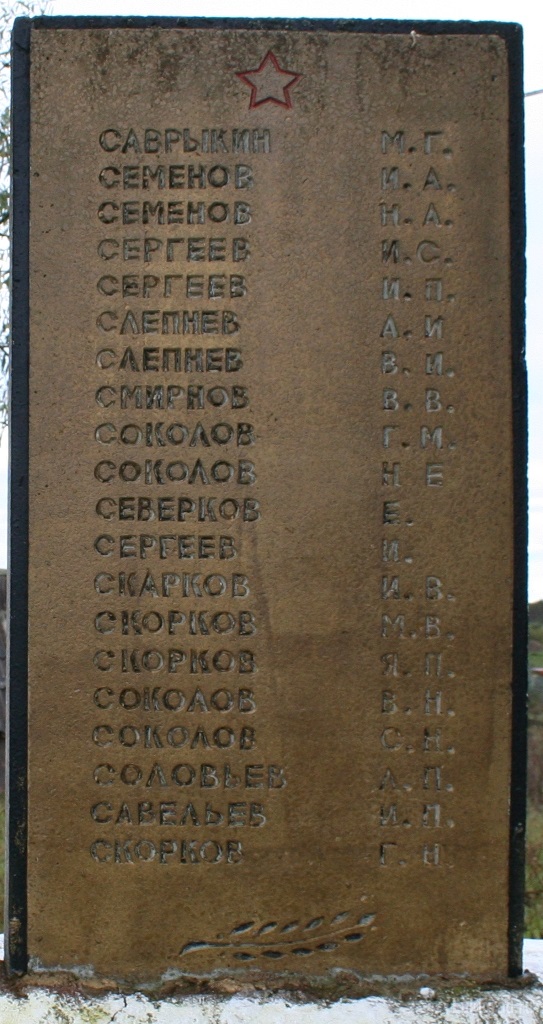 САВРЫКИН М.Г.
СЕМЕНОВ И.А.
СЕМЕНОВ Н.А.
СЕРГЕЕВ И.С.
СЕРГЕЕВ И.П.
СЛЕПНЕВ А.И
СЛЕПНЕВ В.И.
СМИРНОВ В.В.
СОКОЛОВ Г.М.
СОКОЛОВ Н Е
СЕВЕРКОВ Е.
СЕРГЕЕВ И.
СКАРКОВ И.В.
СКОРКОВ М.В.
СКОРКОВ Я.П.
СОКОЛОВ В.Н.
СОКОЛОВ С.Н.
СОЛОВЬЕВ А.П.
САВЕЛЬЕВ И.П.
СКОРКОВ Г.Н.